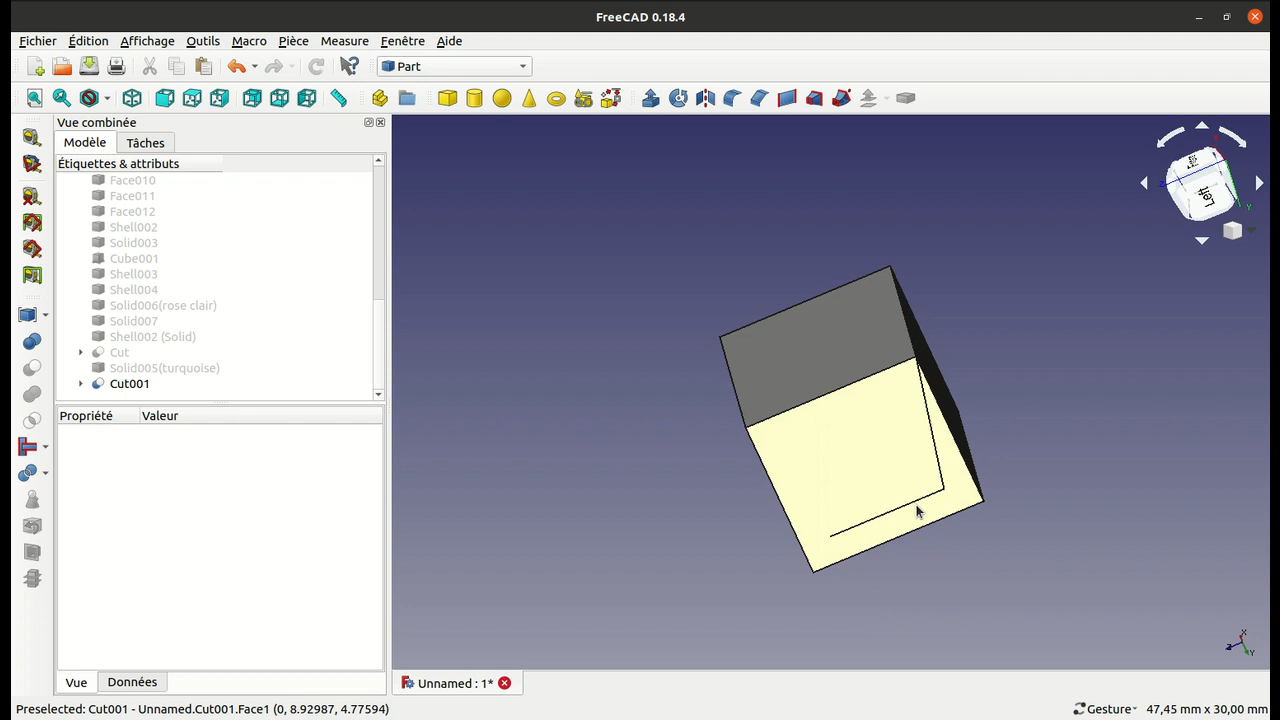 FreeCAD 0.18.4
Fichier Édition Affichage Outils Macro Pièce Measure Fenêtre Aide
Part
Vue combinée
Modèle Tâches
Étiquettes & attributs
Face010
Face011
Face012
Shell002
Solid003
Cube001
Shell003
Shell004
Solid006(rose clair)
Solid007
Shell002 (Solid)
Cut
Solid005(turquoise)
Cut001
Propriété Valeur
Left
Z
Y
X
Z
Y
Vue Données
Unnamed : 1*
Preselected: Cut001 - Unnamed.Cut001.Face1 (0, 8.92987, 4.77594)
Gesture 47,45 mm x 30,00 mm